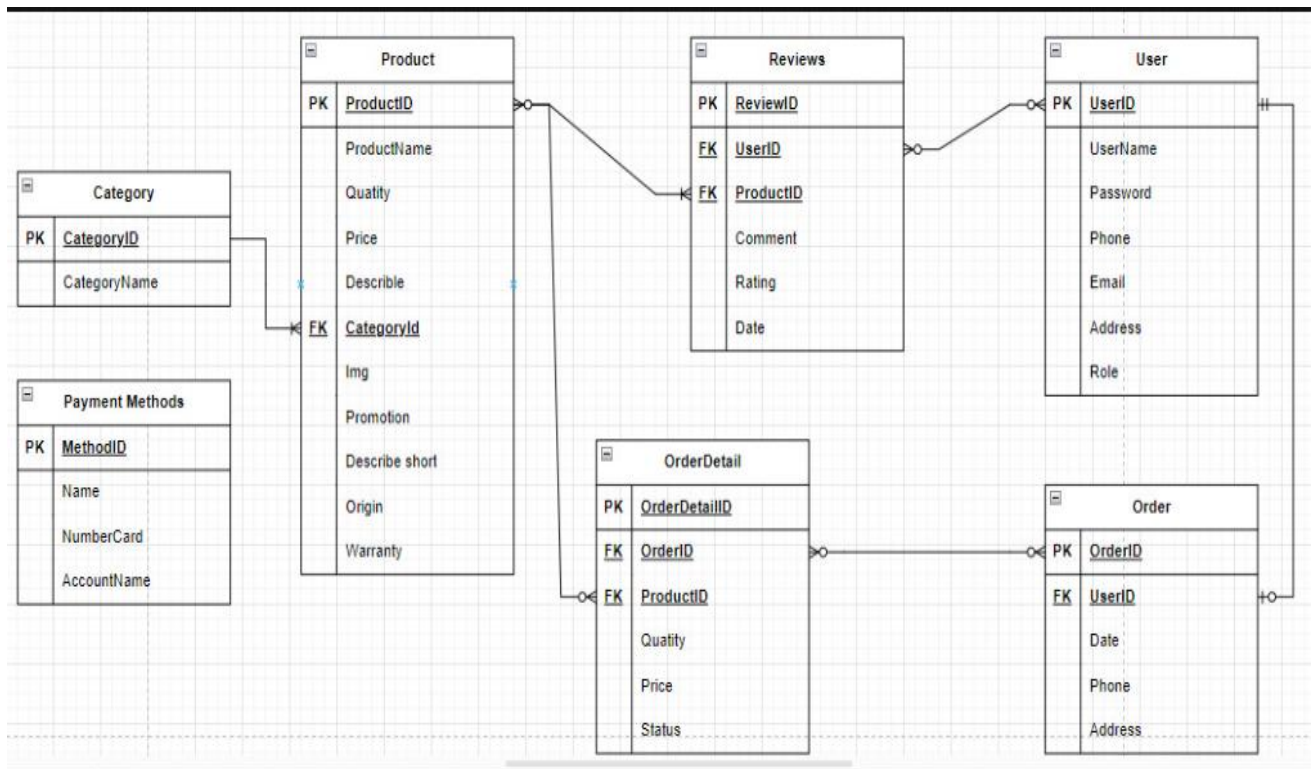 Product
PK ProductID
ProductName
Quatity
Price
Describle
FK CategoryId
Img
Promotion
Describe short
Origin
Warranty
Reviews
PK ReviewID
FK UserID
FK ProductID
Comment
Rating
Date
User
PK UserID
UserName
Password
Phone
Email
Address
Role
Category
PK CategoryID
CategoryName
Payment Methods
PK MethodID
Name
NumberCard
AccountName
OrderDetail
PK OrderDetailID
FK OrderID
FK ProductID
Quatity
Price
Status
Order
PK OrderID
FK UserID
Date
Phone
Address